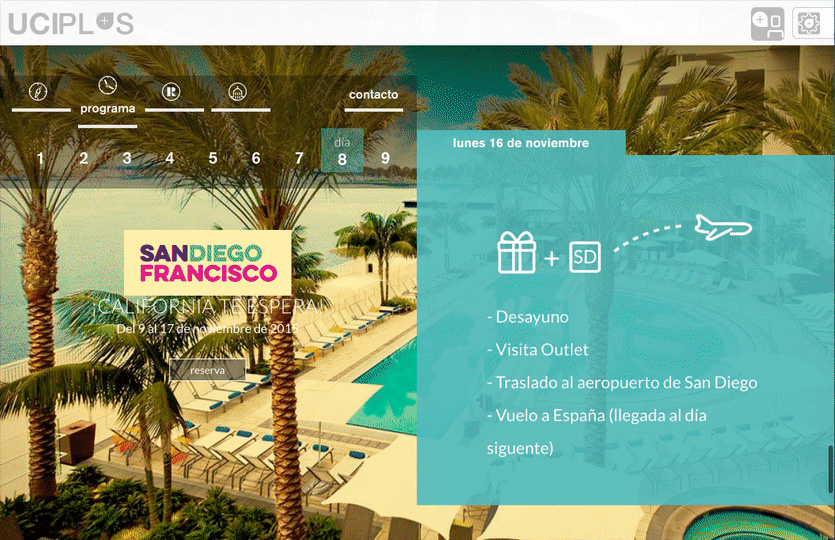 UCIPLUS
programa
contacto
día
1 2 3 4 5 6 7 8 9
lunes 16 de noviembre
SANDIEGO
FRANCISCO
¡CALIFORNIA TE ESPERA!
Del 9 al 17 de noviembre de 2015
reserva
SD
- Desayuno
- Visita Outlet
- Traslado al aeropuerto de San Diego
- Vuelo a España (llegada al día
siguente)